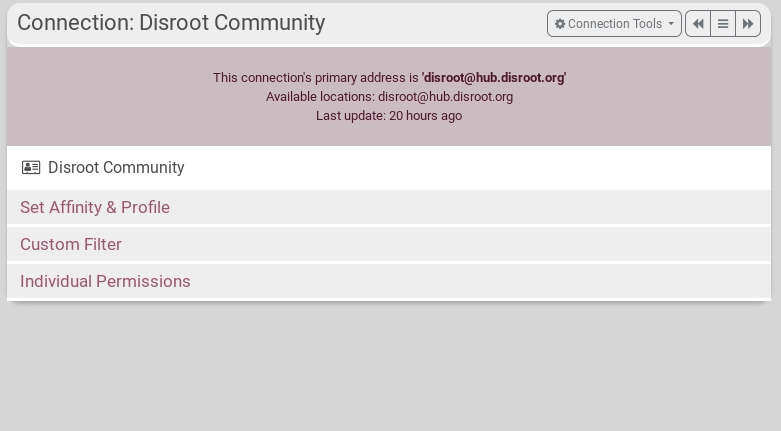 Connection: Disroot Community
Connection Tools
This connection's primary address is 'disroot@hub.disroot.org'
Available locations: disroot@hub.disroot.org
Last update: 20 hours ago
Disroot Community
Set Affinity & Profile
Custom Filter
Individual Permissions